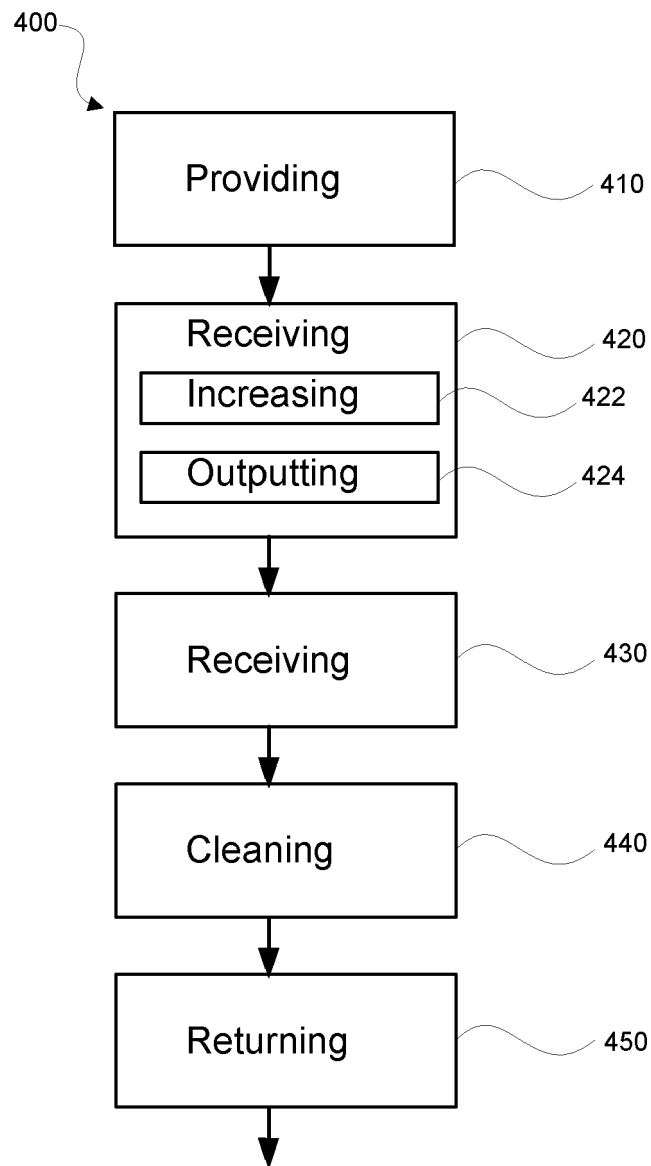 400
Providing
410
Receiving
420
Increasing
422
Outputting
424
Receiving
430
Cleaning
440
Returning
450